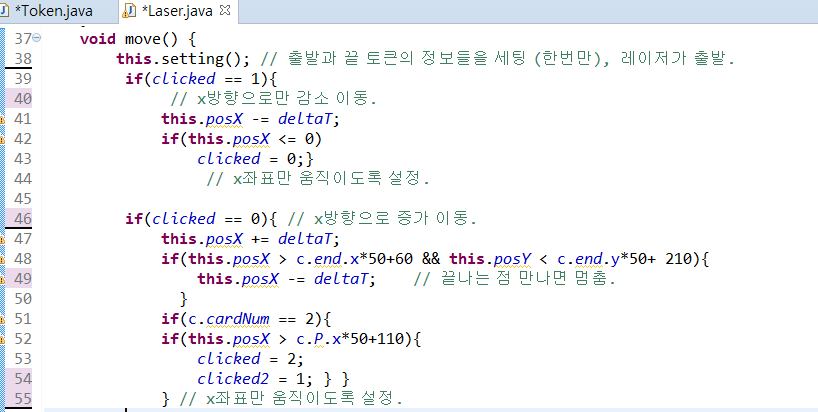 *Token.java *Laser.java
37 void move() {
38 this.setting(); // 출발과 끝 토큰의 정보들을 세팅 (한번만), 레이저가 출발.
39 if(clicked == 1){
40 // x방향으로만 감소 이동.
41 this.posX -= deltaT;
42 if(this.posX <= 0)
43 clicked = 0;}
44 // x좌표만 움직이도록 설정.
45
46 if(clicked == 0){ // x방향으로 증가 이동.
47 this.posX += deltaT;
48 if(this.posX > c.end.x*50+60 && this.posY < c.end.y*50+ 210){
49 this.posX -= deltaT; // 끝나는 점 만나면 멈춤.
50 }
51 if(c.cardNum == 2){
52 if(this.posX > c.P.x*50+110){
53 clicked = 2;
54 clicked2 = 1; } }
55 } // x좌표만 움직이도록 설정.